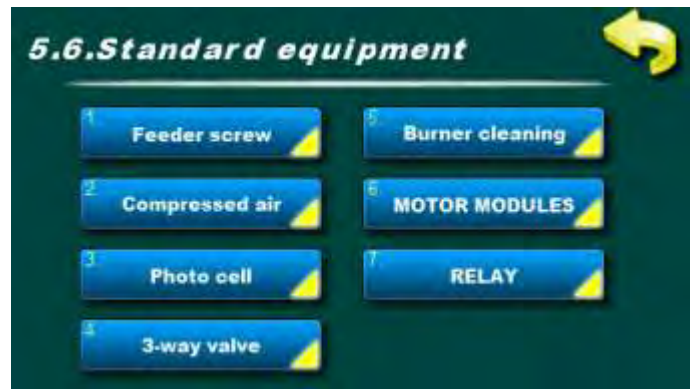 5.6.Standard equipment
1 Feeder screw
2 Compressed air
3 Photo cell
4 3-way valve
5 Burner cleaning
6 MOTOR MODULES
7 RELAY